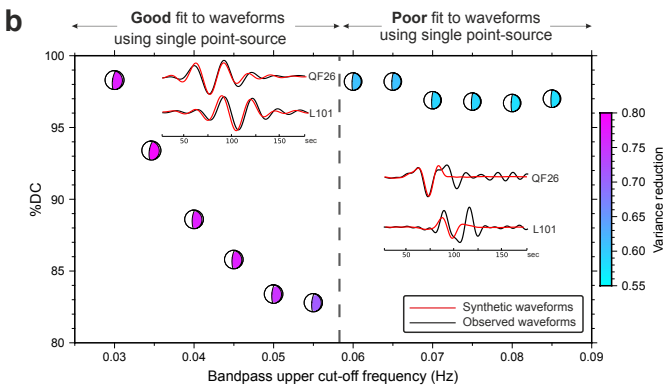 b
Good fit to waveforms
using single point-source
Poor fit to waveforms
using single point-source
100
95
90
85
80
%DC
QF26
L101
50
100
150
sec
QF26
L101
50
100
150
sec
Synthetic waveforms
Observed waveforms
0.03
0.04
0.05
0.06
0.07
0.08
0.09
Bandpass upper cut-off frequency (Hz)
0.80
0.75
0.70
0.65
0.60
0.55
Variance reduction